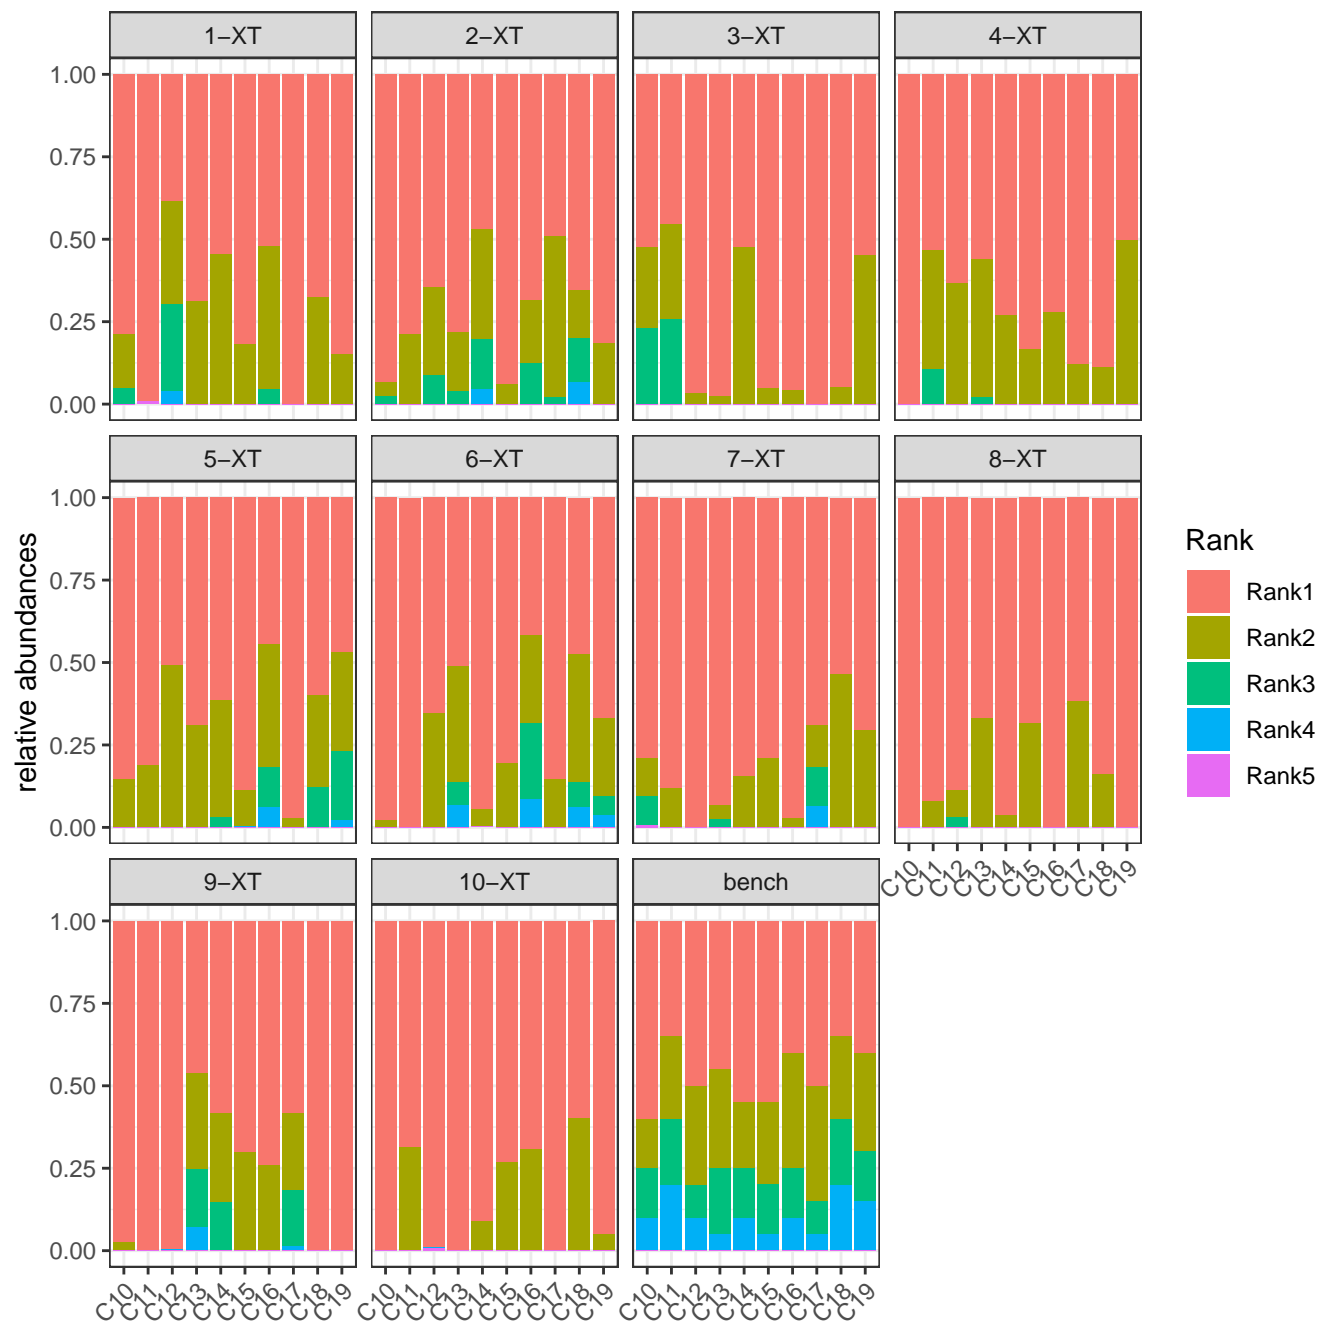 1−XT 2−XT 3−XT 4−XT
1.00
0.75
0.50
0.25
0.00
5−XT 6−XT 7−XT 8−XT
1.00
0.75
0.50
0.25
0.00
C10 C11 C12 C13 C14 C15 C16 C17 C18 C19
9−XT 10−XT bench
1.00
0.75
0.50
0.25
0.00
C10 C11 C12 C13 C14 C15 C16 C17 C18 C19
C10 C11 C12 C13 C14 C15 C16 C17 C18 C19
C10 C11 C12 C13 C14 C15 C16 C17 C18 C19
relative abundances
Rank
Rank1
Rank2
Rank3
Rank4
Rank5